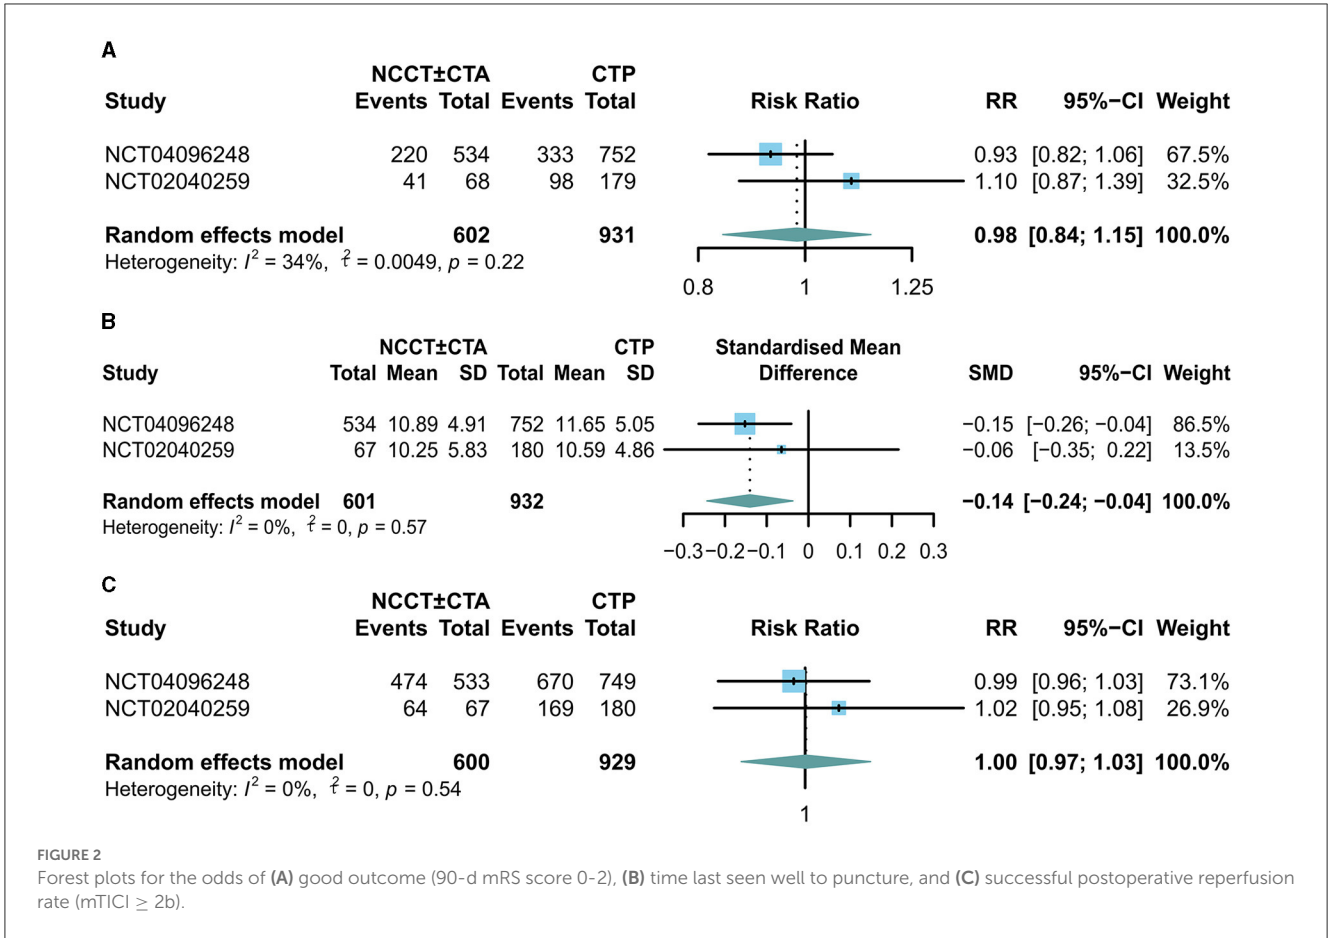 A
NCCT±CTA CTP
Study Events Total Events Total Risk Ratio RR 95%−CI Weight
NCT04096248 220 534 333 752 0.93 [0.82; 1.06] 67.5%
NCT02040259 41 68 98 179 1.10 [0.87; 1.39] 32.5%
Random effects model 602 931 0.98 [0.84; 1.15] 100.0%
Heterogeneity: I² = 34%, τ² = 0.0049, p = 0.22
0.8 1 1.25
B
NCCT±CTA CTP Standardised Mean
Study Total Mean SD Total Mean SD Difference SMD 95%−CI Weight
NCT04096248 534 10.89 4.91 752 11.65 5.05 −0.15 [−0.26; −0.04] 86.5%
NCT02040259 67 10.25 5.83 180 10.59 4.86 −0.06 [−0.35; 0.22] 13.5%
Random effects model 601 932 −0.14 [−0.24; −0.04] 100.0%
Heterogeneity: I² = 0%, τ² = 0, p = 0.57
−0.3 −0.2 −0.1 0 0.1 0.2 0.3
C
NCCT±CTA CTP
Study Events Total Events Total Risk Ratio RR 95%−CI Weight
NCT04096248 474 533 670 749 0.99 [0.96; 1.03] 73.1%
NCT02040259 64 67 169 180 1.02 [0.95; 1.08] 26.9%
Random effects model 600 929 1.00 [0.97; 1.03] 100.0%
Heterogeneity: I² = 0%, τ² = 0, p = 0.54
1
FIGURE 2
Forest plots for the odds of (A) good outcome (90-d mRS score 0-2), (B) time last seen well to puncture, and (C) successful postoperative reperfusion
rate (mTICI ≥ 2b).